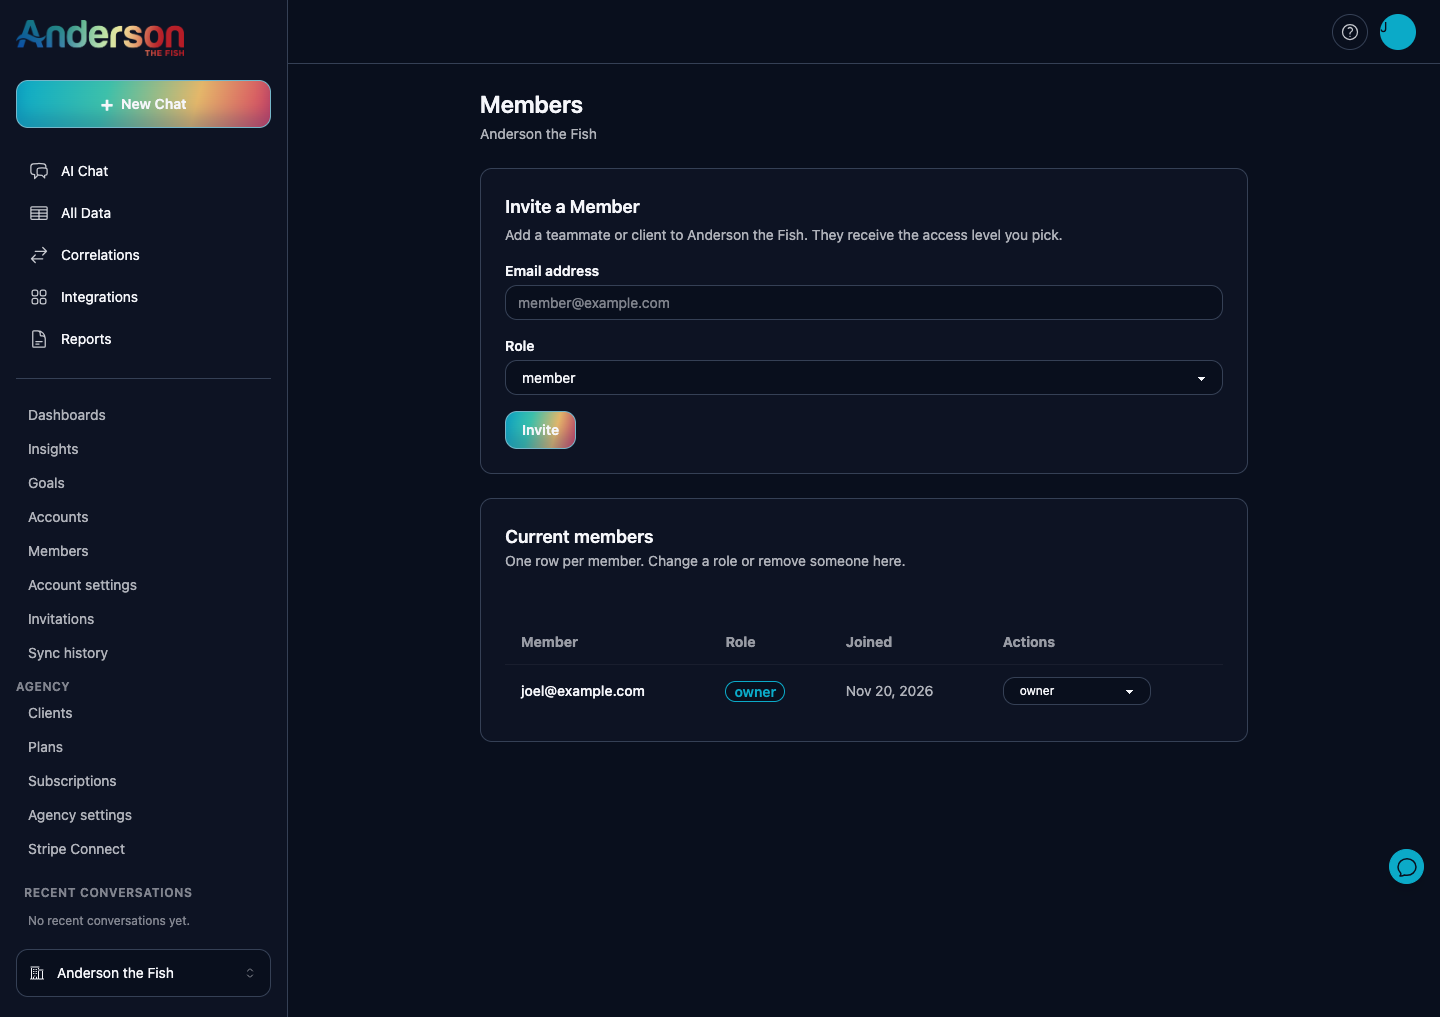 Anderson
THE FISH
New Chat
AI Chat
All Data
Correlations
Integrations
Reports
Dashboards
Insights
Goals
Accounts
Members
Account settings
Invitations
Sync history
AGENCY
Clients
Plans
Subscriptions
Agency settings
Stripe Connect
RECENT CONVERSATIONS
No recent conversations yet.
Anderson the Fish
J
Members
Anderson the Fish
Invite a Member
Add a teammate or client to Anderson the Fish. They receive the access level you pick.
Email address
member@example.com
Role
member
Invite
Current members
One row per member. Change a role or remove someone here.
Member Role Joined Actions
joel@example.com owner Nov 20, 2026 owner